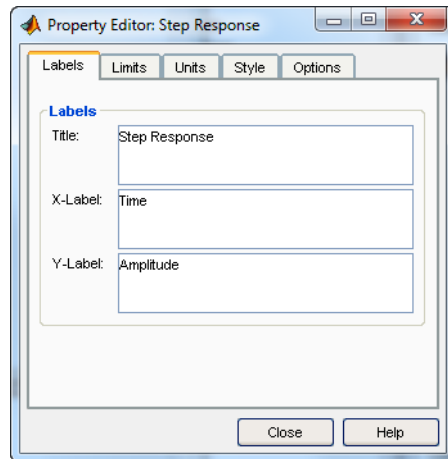 Property Editor: Step Response
Labels Limits Units Style Options
Labels
Title: Step Response
X-Label: Time
Y-Label: Amplitude
Close Help